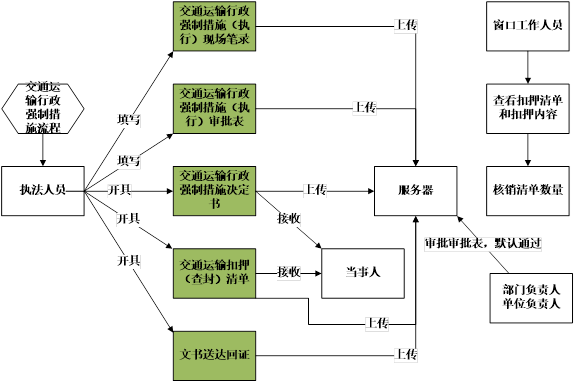 交通运输行政
强制措施（执
行）现场笔录
上传
窗口工作人员
交通运
输行政
强制措
施流程
填写
交通运输行政
强制措施（执
行）审批表
上传
查看扣押清单
和扣押内容
填写
执法人员
开具
交通运输行政
强制措施决定
书
上传
服务器
核销清单数量
开具
接收
审批审批表，默认通过
开具
交通运输扣押
（查封）清单
接收
当事人
部门负责人
单位负责人
上传
文书送达回证
上传